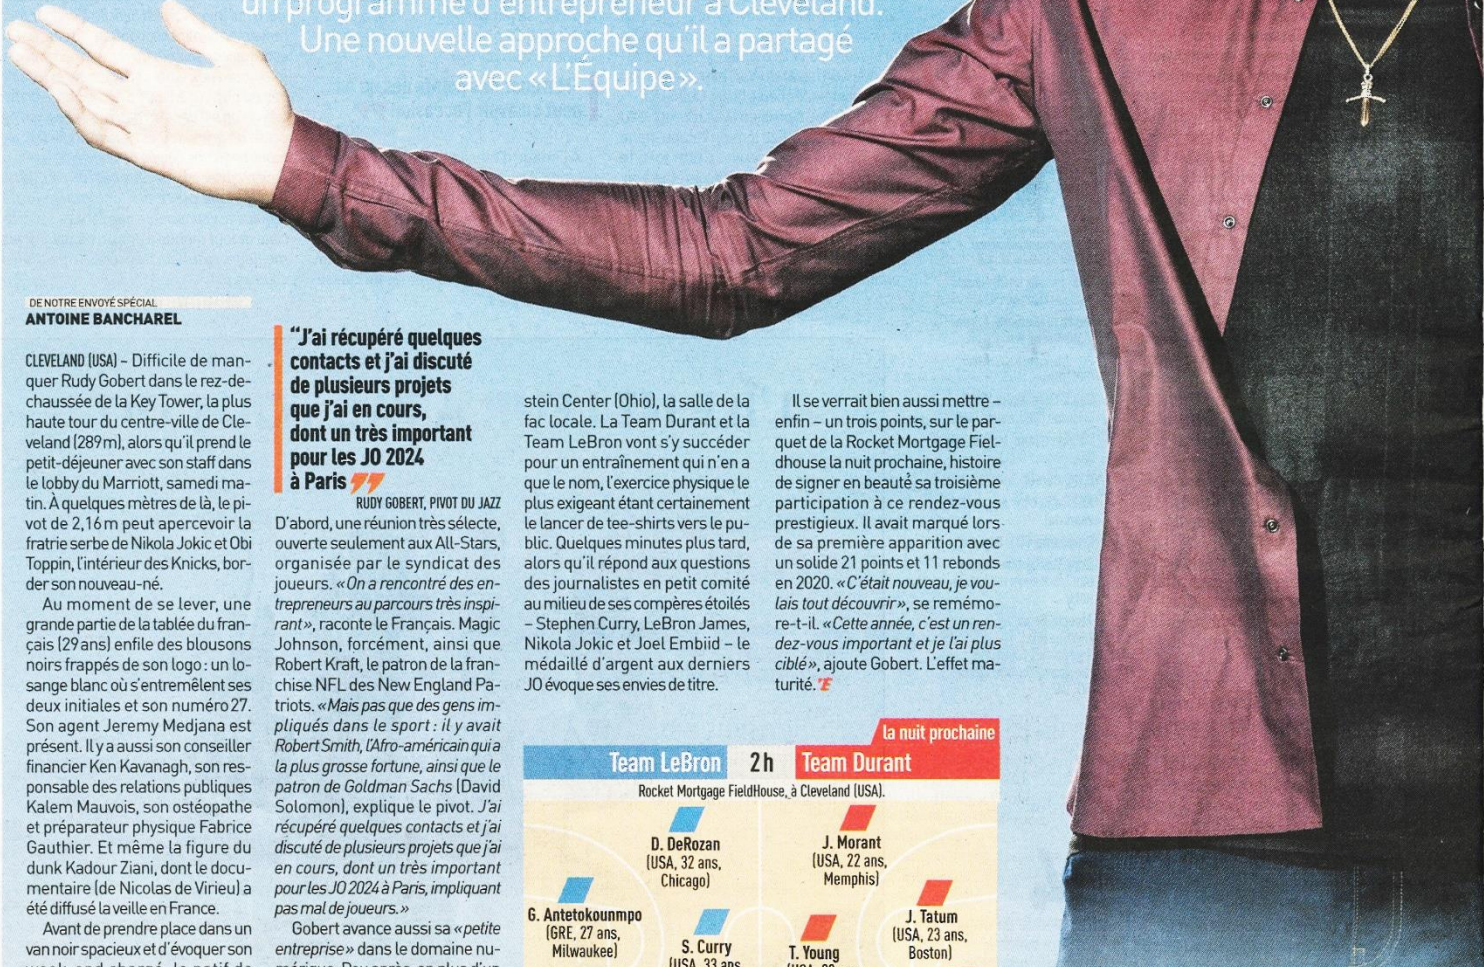 un programme d'entrepreneur à Cleveland.
Une nouvelle approche qu'il a partagé
avec «L'Équipe».
DE NOTRE ENVOYÉ SPÉCIAL
ANTOINE BANCHAREL
CLEVELAND (USA) – Difficile de man-
quer Rudy Gobert dans le rez-de-
chaussée de la Key Tower, la plus
haute tour du centre-ville de Cle-
veland (289 m), alors qu'il prend le
petit-déjeuner avec son staff dans
le lobby du Marriott, samedi ma-
tin. À quelques mètres de là, le pi-
vot de 2,16 m peut apercevoir la
fratrie serbe de Nikola Jokic et Obi
Toppin, l'intérieur des Knicks, bor-
der son nouveau-né.
Au moment de se lever, une
grande partie de la tablée du fran-
çais (29 ans) enfile des blousons
noirs frappés de son logo : un lo-
sange blanc où s'entremêlent ses
deux initiales et son numéro 27.
Son agent Jeremy Medjana est
présent. Il y a aussi son conseiller
financier Ken Kavanagh, son res-
ponsable des relations publiques
Kalem Mauvois, son ostéopathe
et préparateur physique Fabrice
Gauthier. Et même la figure du
dunk Kadour Ziani, dont le docu-
mentaire (de Nicolas de Virieu) a
été diffusé la veille en France.
Avant de prendre place dans un
van noir spacieux et d'évoquer son
“J'ai récupéré quelques
contacts et j'ai discuté
de plusieurs projets
que j'ai en cours,
dont un très important
pour les JO 2024
à Paris ”
RUDY GOBERT, PIVOT DU JAZZ
D'abord, une réunion très sélecte,
ouverte seulement aux All-Stars,
organisée par le syndicat des
joueurs. «On a rencontré des en-
trepreneurs au parcours très inspi-
rant», raconte le Français. Magic
Johnson, forcément, ainsi que
Robert Kraft, le patron de la fran-
chise NFL des New England Pa-
triots. «Mais pas que des gens im-
pliqués dans le sport : il y avait
Robert Smith, l'Afro-américain qui a
la plus grosse fortune, ainsi que le
patron de Goldman Sachs (David
Solomon), explique le pivot. J'ai
récupéré quelques contacts et j'ai
discuté de plusieurs projets que j'ai
en cours, dont un très important
pour les JO 2024 à Paris, impliquant
pas mal de joueurs.»
Gobert avance aussi sa «petite
entreprise» dans le domaine nu-
stein Center (Ohio), la salle de la
fac locale. La Team Durant et la
Team LeBron vont s'y succéder
pour un entraînement qui n'en a
que le nom, l'exercice physique le
plus exigeant étant certainement
le lancer de tee-shirts vers le pu-
blic. Quelques minutes plus tard,
alors qu'il répond aux questions
des journalistes en petit comité
au milieu de ses compères étoilés
– Stephen Curry, LeBron James,
Nikola Jokic et Joel Embiid – le
médaillé d'argent aux derniers
JO évoque ses envies de titre.
Il se verrait bien aussi mettre –
enfin – un trois points, sur le par-
quet de la Rocket Mortgage Fiel-
dhouse la nuit prochaine, histoire
de signer en beauté sa troisième
participation à ce rendez-vous
prestigieux. Il avait marqué lors
de sa première apparition avec
un solide 21 points et 11 rebonds
en 2020. «C'était nouveau, je vou-
lais tout découvrir», se remémo-
re-t-il. «Cette année, c'est un ren-
dez-vous important et je l'ai plus
ciblé», ajoute Gobert. L'effet ma-
turité. E
la nuit prochaine
Team LeBron 2 h Team Durant
Rocket Mortgage FieldHouse, à Cleveland (USA).
D. DeRozan
(USA, 32 ans,
Chicago)
J. Morant
(USA, 22 ans,
Memphis)
G. Antetokounmpo
(GRE, 27 ans,
Milwaukee)
S. Curry
(USA, 33 ans
T. Young
J. Tatum
(USA, 23 ans,
Boston)